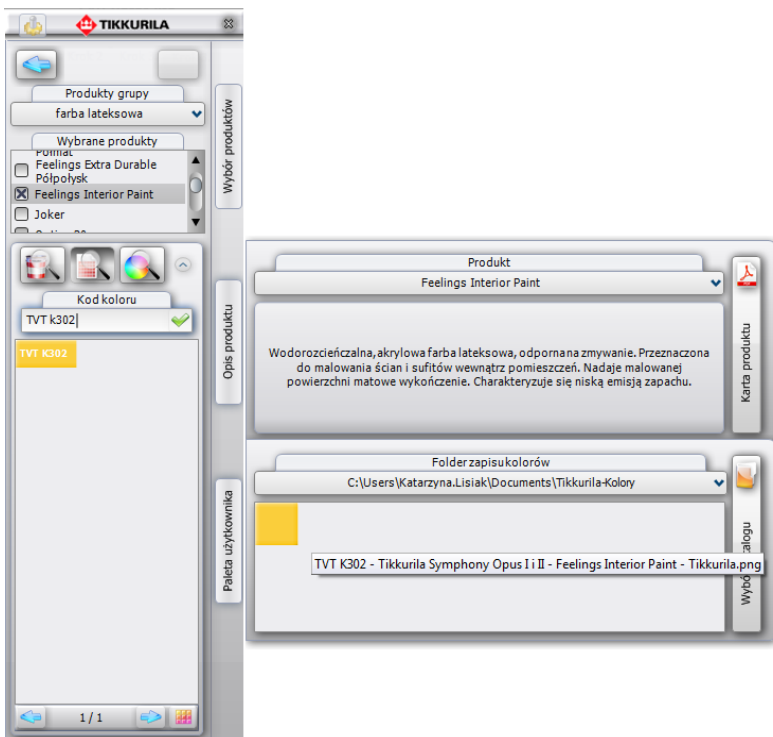 TIKKURILA
Produkty grupy
farba lateksowa
Wybrane produkty
Półmat
Feelings Extra Durable
Półpołysk
Feelings Interior Paint
Joker
Kod koloru
TVT k302
TVT K302
1 / 1
Wybór produktów
Opis produktu
Paleta użytkownika
Produkt
Feelings Interior Paint
Wodorozcieńczalna, akrylowa farba lateksowa, odporna na zmywanie. Przeznaczona
do malowania ścian i sufitów wewnątrz pomieszczeń. Nadaje malowanej
powierzchni matowe wykończenie. Charakteryzuje się niską emisją zapachu.
Karta produktu
Folder zapisu kolorów
C:\Users\Katarzyna.Lisiak\Documents\Tikkurila-Kolory
TVT K302 - Tikkurila Symphony Opus I i II - Feelings Interior Paint - Tikkurila.png